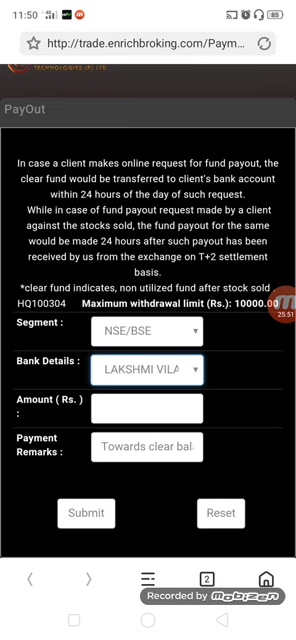 11:50
85
http://trade.enrichbroking.com/Paym
TECHNOLOGIES (P) LTD
PayOut
In case a client makes online request for fund payout, the
clear fund would be transferred to client's bank account
within 24 hours of the day of such request.
While in case of fund payout request made by a client
against the stocks sold, the fund payout for the same
would be made 24 hours after such payout has been
received by us from the exchange on T+2 settlement
basis.
*clear fund indicates, non utilized fund after stock sold
HQ100304 Maximum withdrawal limit (Rs.): 10000.00
25:51
Segment : NSE/BSE
Bank Details : LAKSHMI VILA
Amount ( Rs. )
:
Payment
Remarks : Towards clear bal
Submit Reset
2
Recorded by mobizen